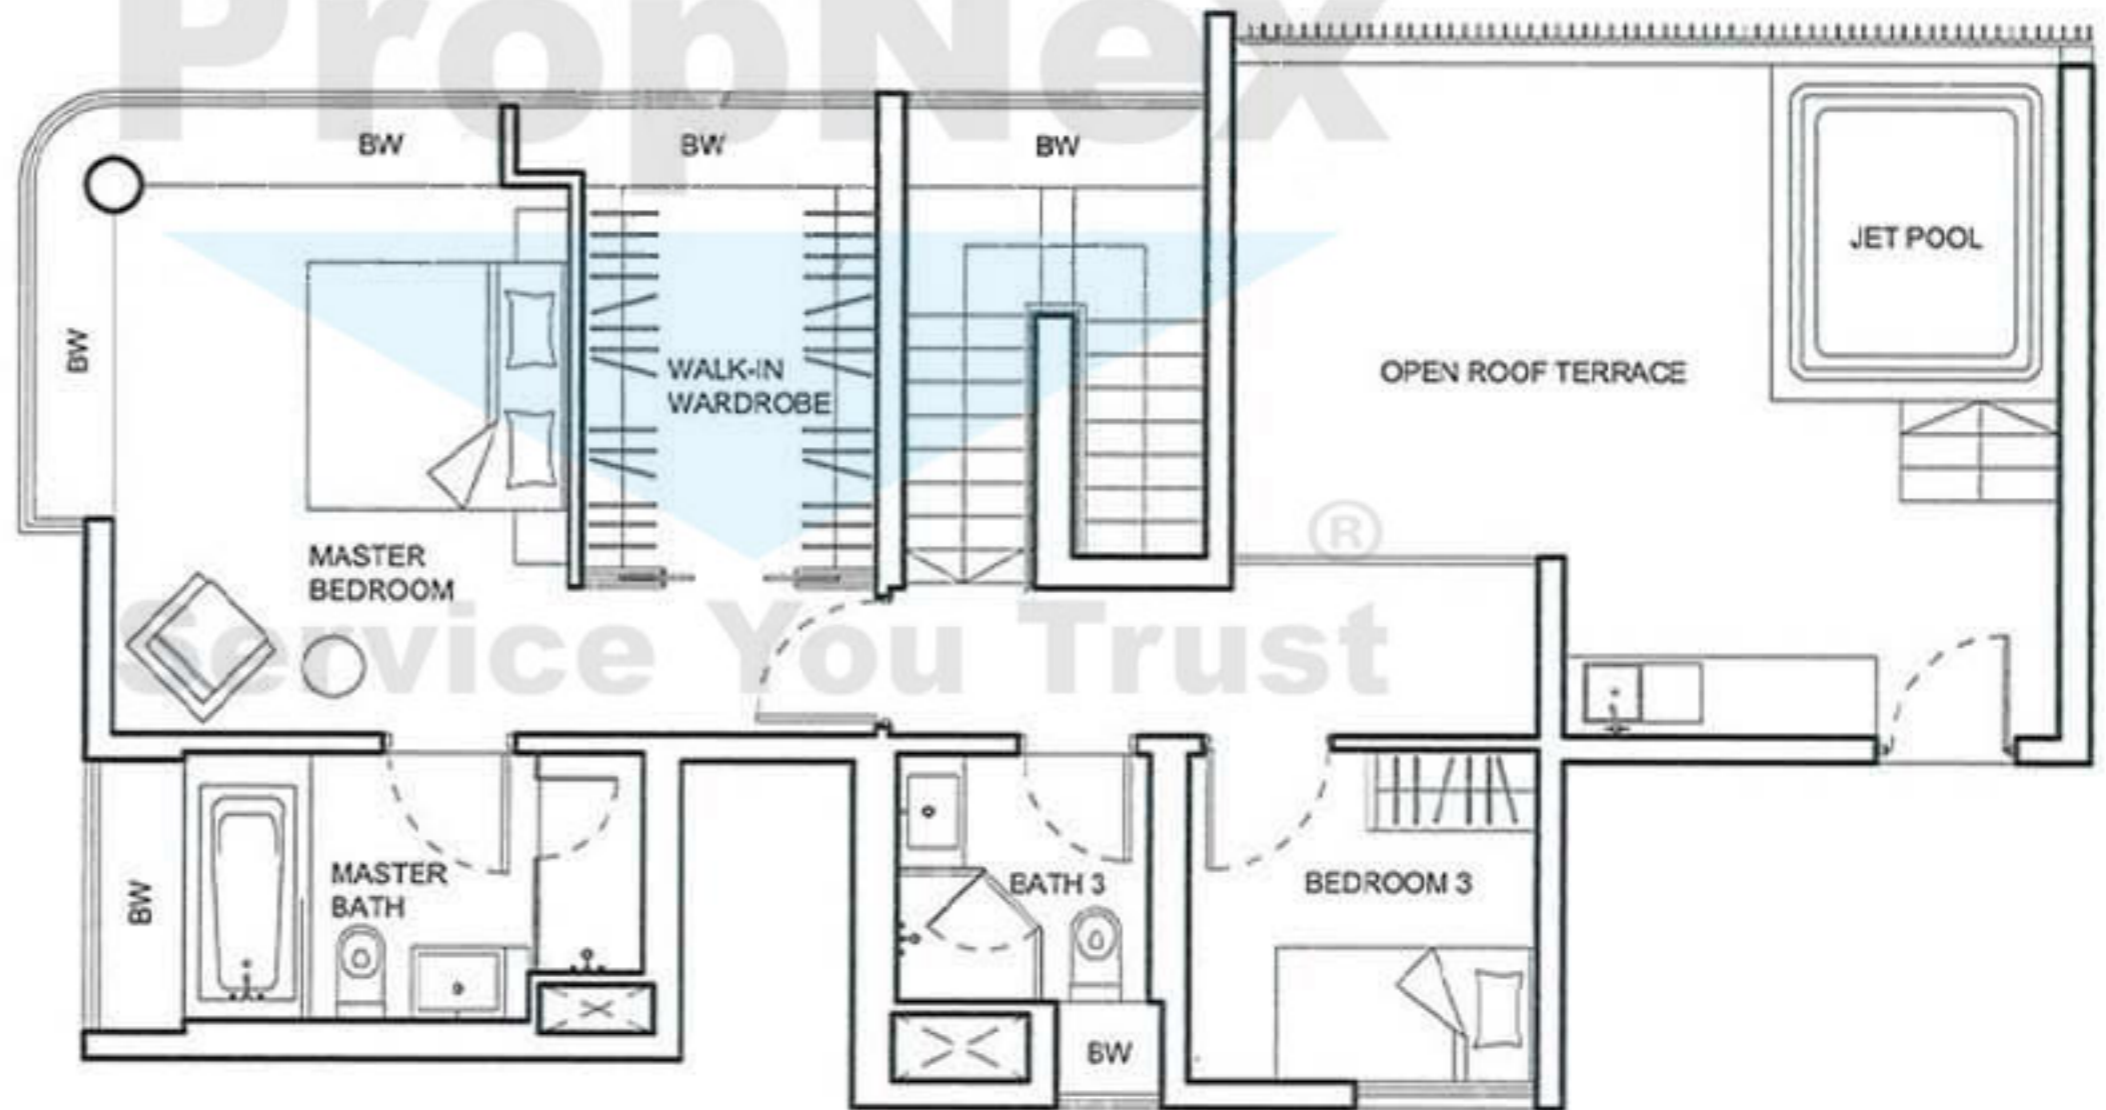 PropNex
BW
BW
BW
JET POOL
BW
WALK-IN
WARDROBE
OPEN ROOF TERRACE
®
MASTER
BEDROOM
Service You Trust
MASTER
BATH
BW
BATH 3
BEDROOM 3
BW